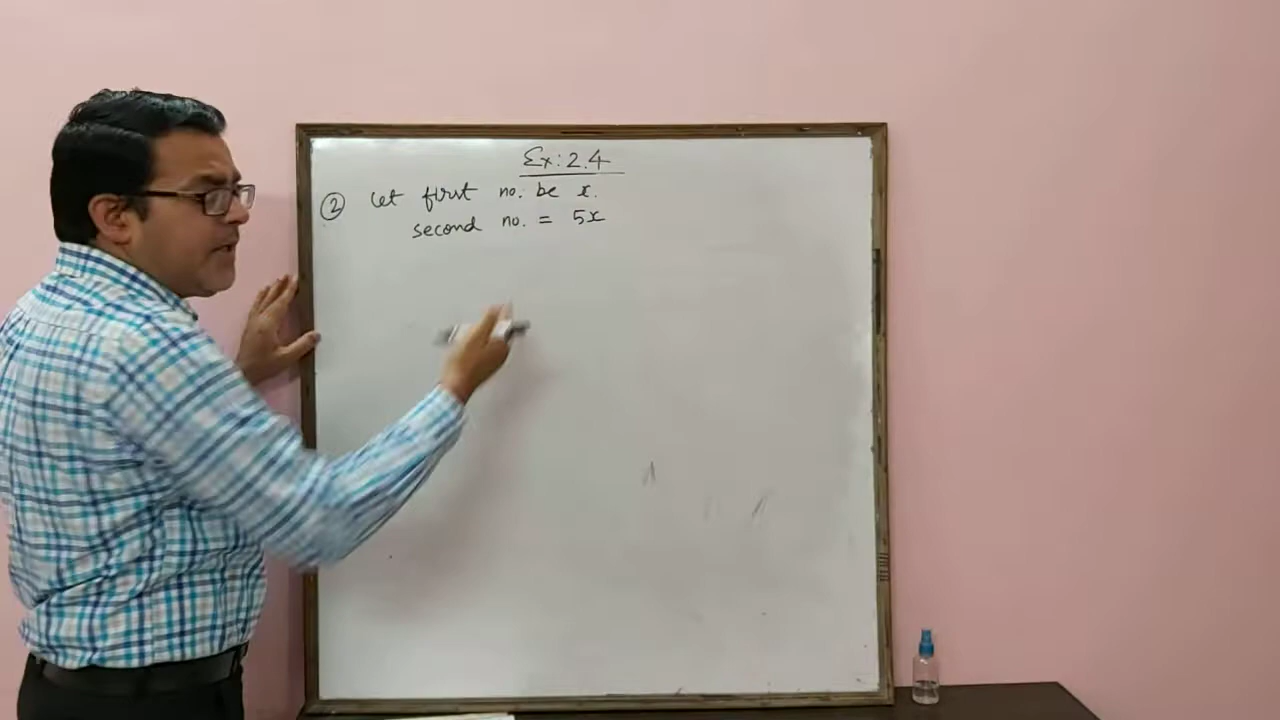 Ex: 2.4
② Let first no. be x.
second no. = 5x